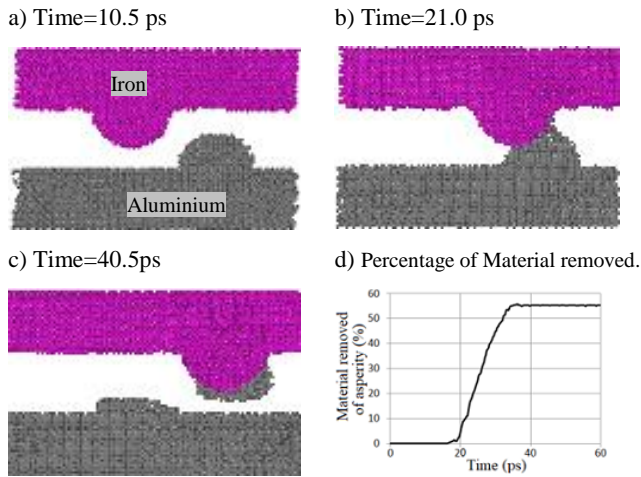 a) Time=10.5 ps
b) Time=21.0 ps
Iron
Aluminium
c) Time=40.5ps
d) Percentage of Material removed.
Material removed
of asperity (%)
60
50
40
30
20
10
0
0 20 40 60
Time (ps)